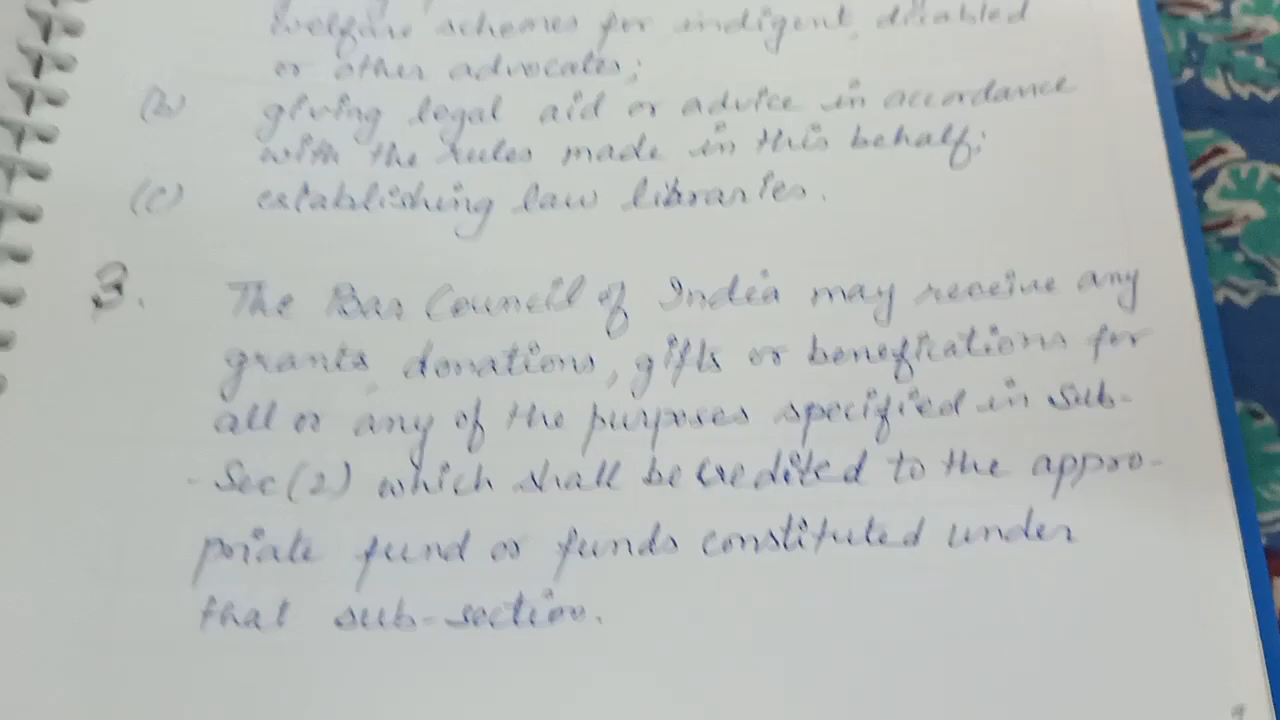 welfare schemes for indigent, disabled
or other advocates;
(b) giving legal aid or advice in accordance
with the rules made in this behalf;
(c) establishing law libraries.
3. The Bar Council of India may receive any
grants, donations, gifts or benefications for
all or any of the purposes specified in sub-
-Sec (2) which shall be credited to the appro-
priate fund or funds constituted under
that sub-section.